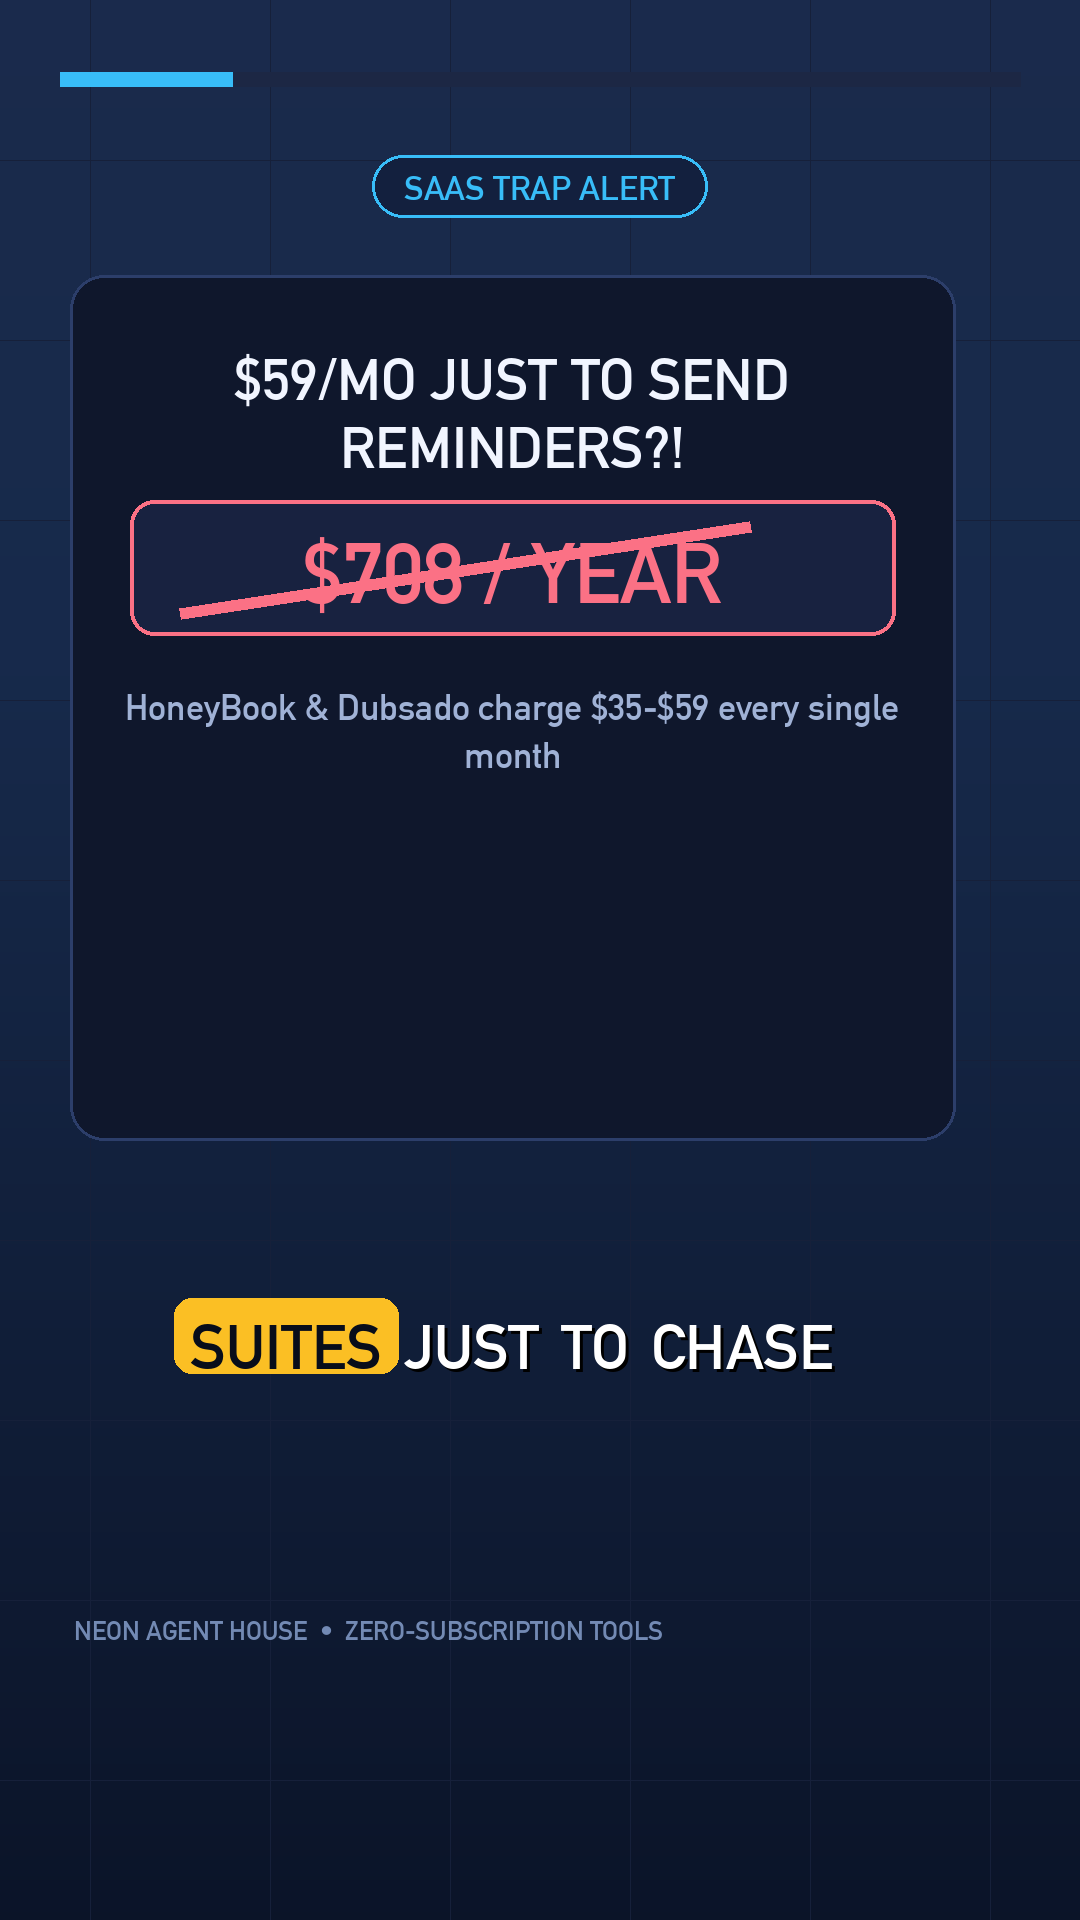 SAAS TRAP ALERT
$59/MO JUST TO SEND
REMINDERS?!
$708 / YEAR
HoneyBook & Dubsado charge $35-$59 every single
month
SUITES JUST TO CHASE
NEON AGENT HOUSE • ZERO-SUBSCRIPTION TOOLS